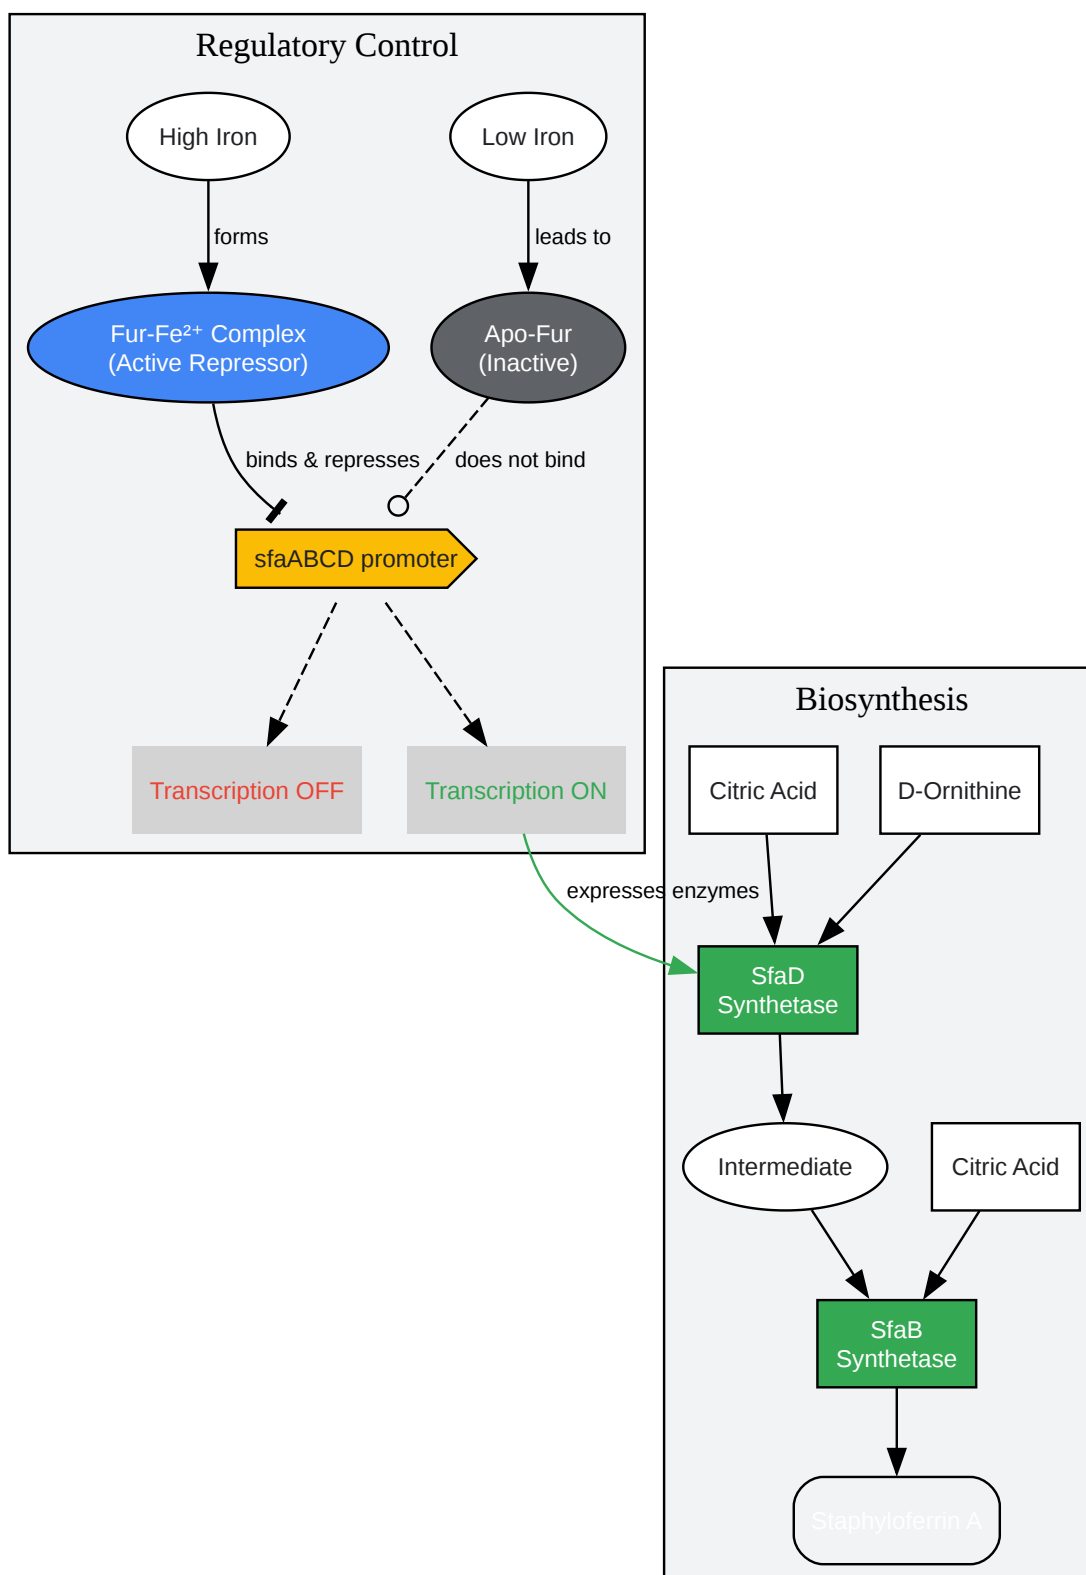 Regulatory Control
High Iron
Low Iron
forms
leads to
Fur-Fe²⁺ Complex
(Active Repressor)
Apo-Fur
(Inactive)
binds & represses
does not bind
sfaABCD promoter
Transcription OFF
Transcription ON
expresses enzymes
Biosynthesis
Citric Acid
D-Ornithine
SfaD
Synthetase
Intermediate
Citric Acid
SfaB
Synthetase
Staphyloferrin A